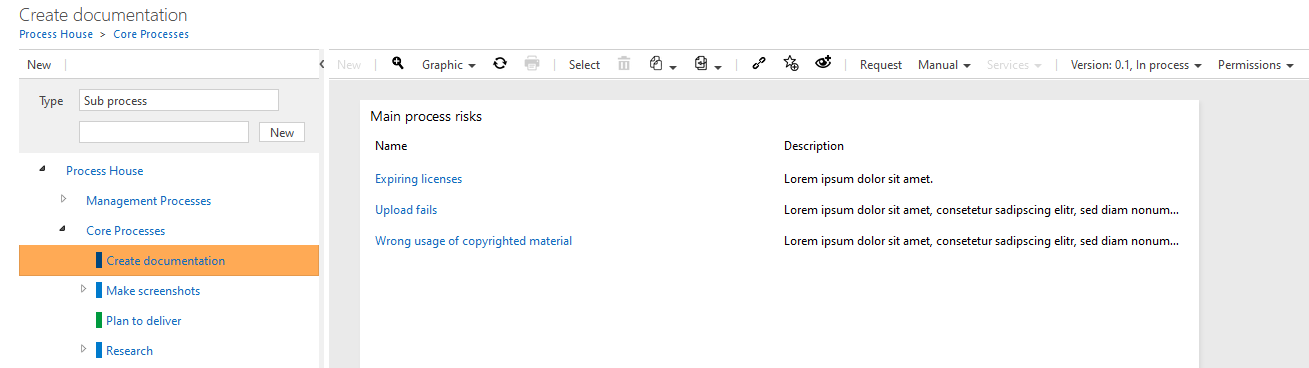 Create documentation
Process House > Core Processes
New
New Graphic Select Request Manual Services Version: 0.1, In process Permissions
Type Sub process
New
Process House
Management Processes
Core Processes
Create documentation
Make screenshots
Plan to deliver
Research
Main process risks
Name Description
Expiring licenses Lorem ipsum dolor sit amet.
Upload fails Lorem ipsum dolor sit amet, consetetur sadipscing elitr, sed diam nonum...
Wrong usage of copyrighted material Lorem ipsum dolor sit amet, consetetur sadipscing elitr, sed diam nonum...